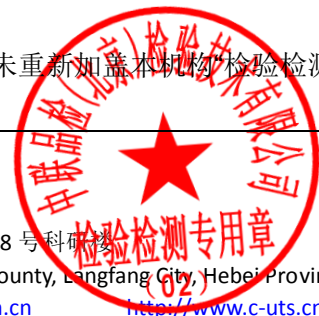 未重新加盖本机构“检验检测
中联品检（北京）检验技术有限公司
8 号科研楼
检验检测专用章
ounty, Langfang City, Hebei Provin
(02)
n.cn http://www.c-uts.cn